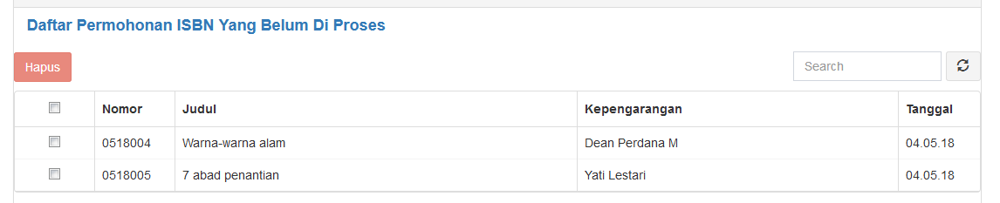 Daftar Permohonan ISBN Yang Belum Di Proses
Hapus Search
Nomor Judul Kepengarangan Tanggal
0518004 Warna-warna alam Dean Perdana M 04.05.18
0518005 7 abad penantian Yati Lestari 04.05.18